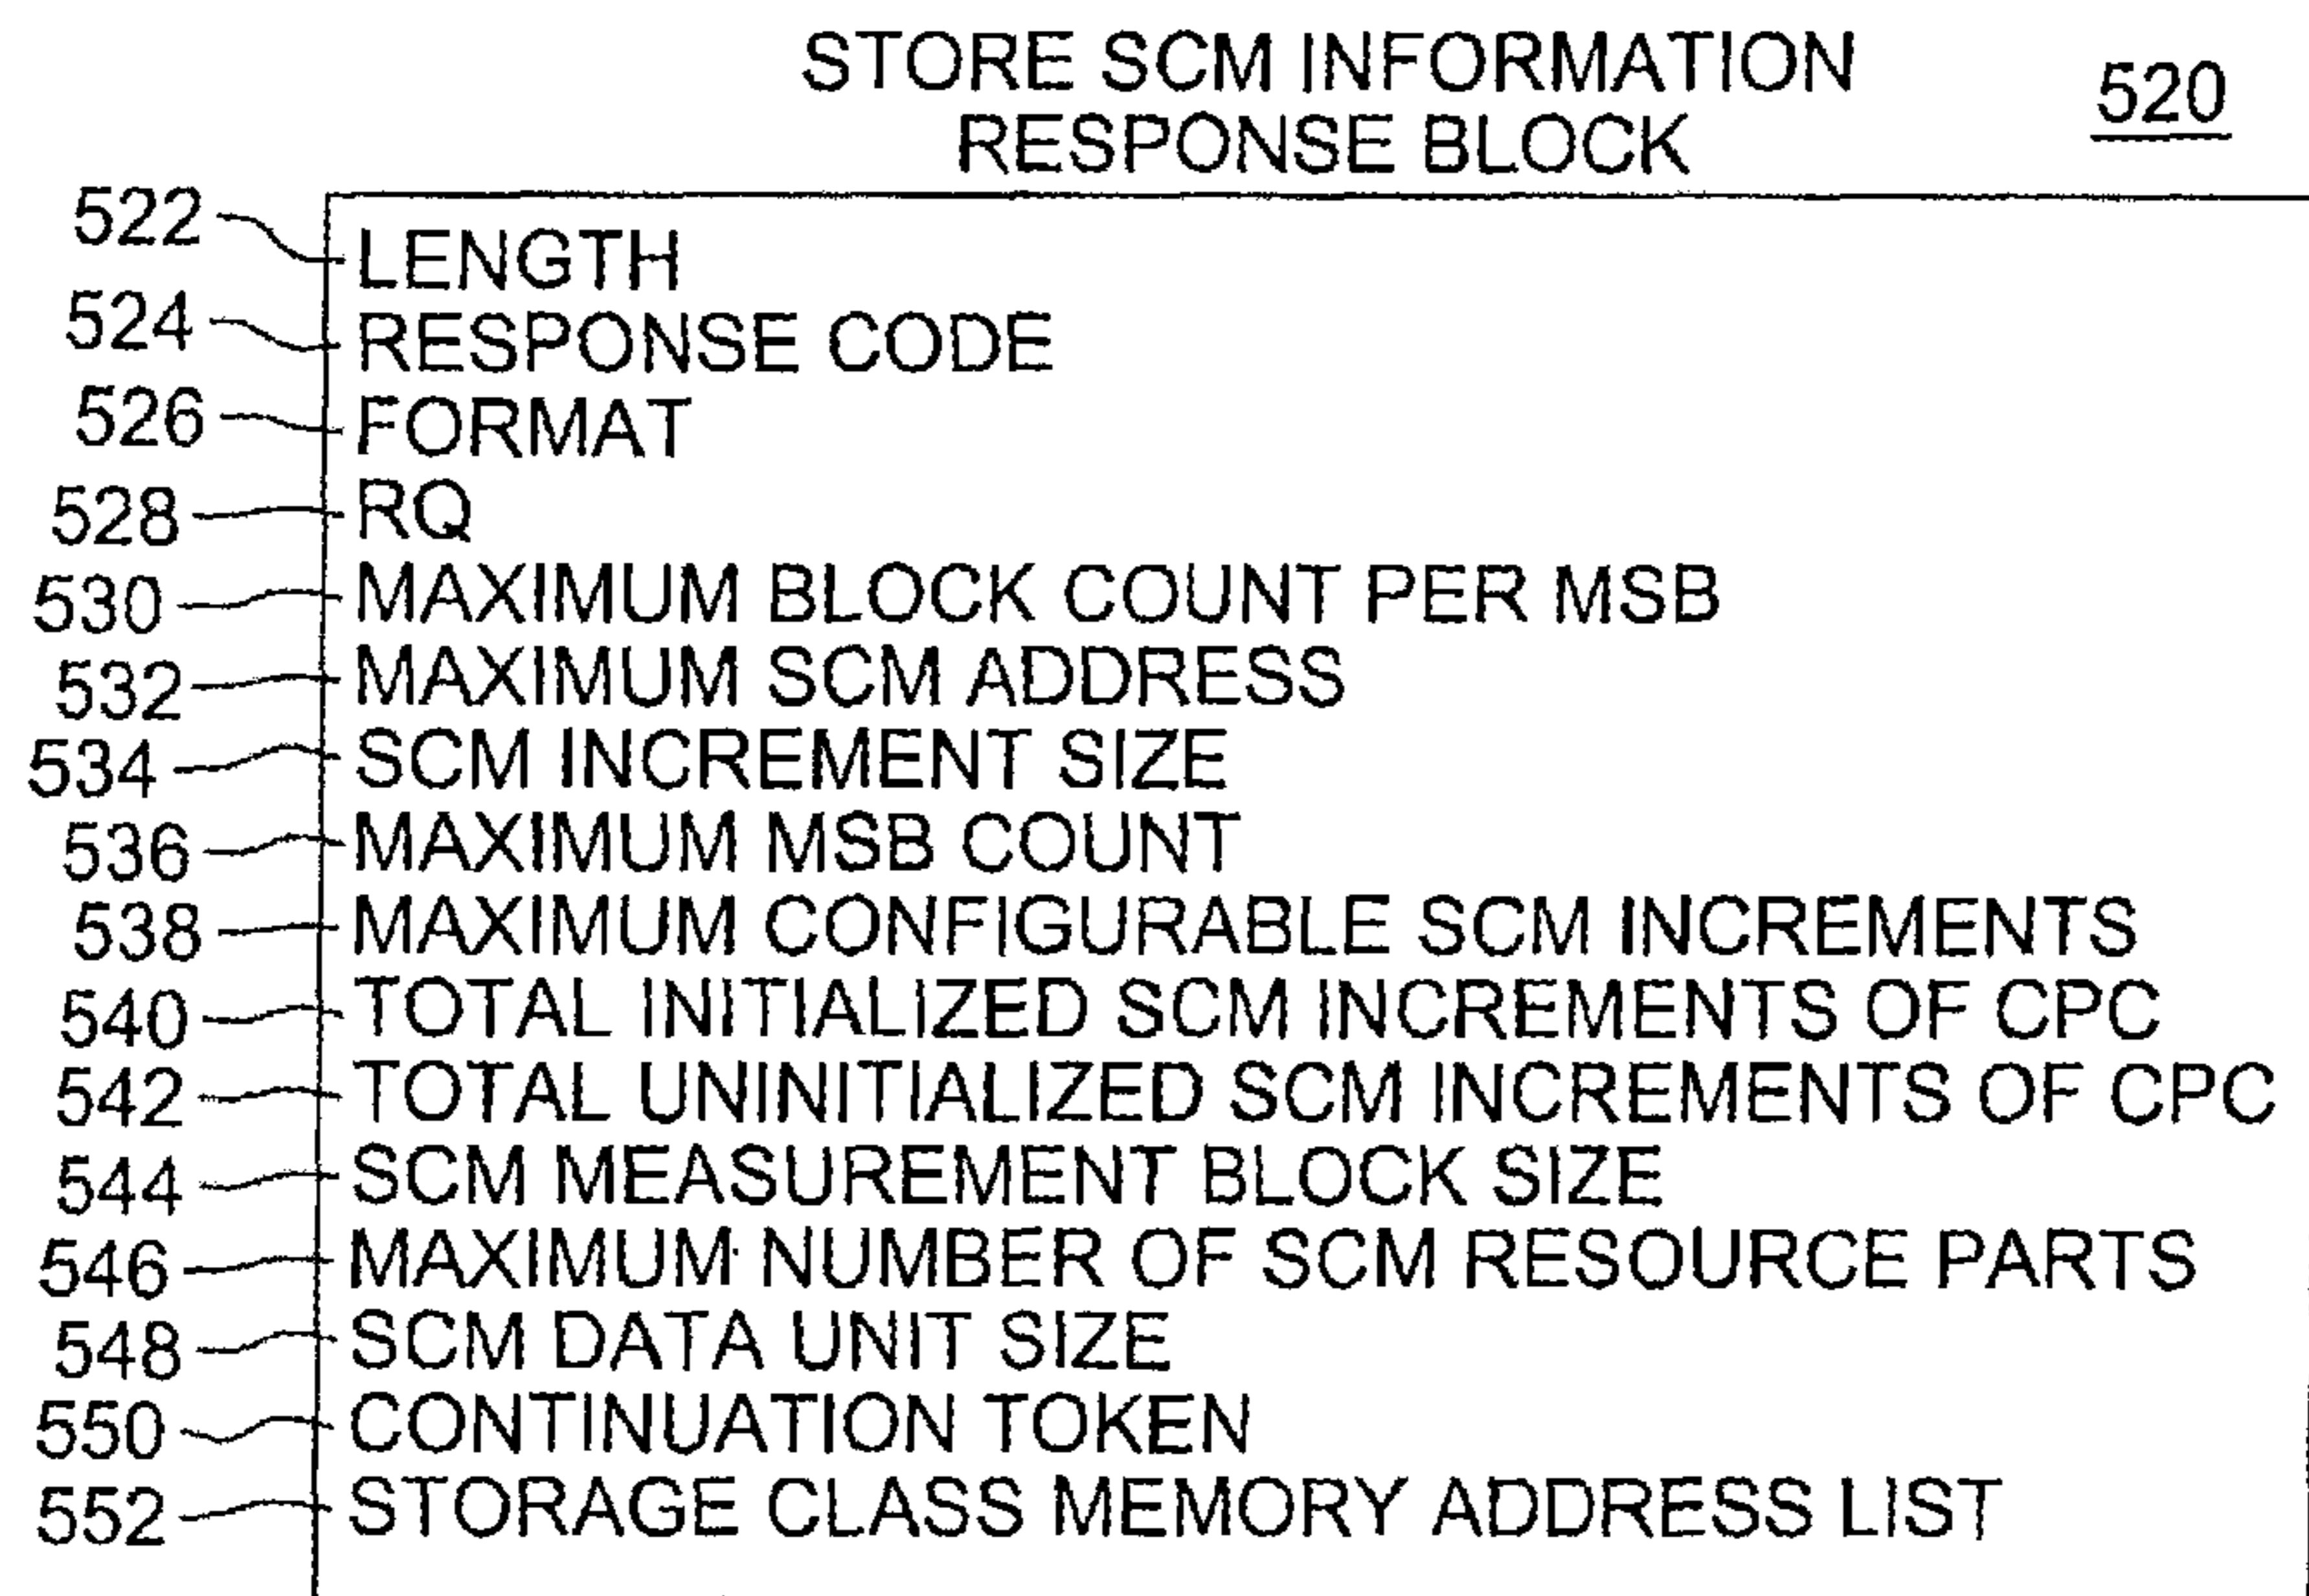 STORE SCM INFORMATION
RESPONSE BLOCK
520
522 LENGTH
524 RESPONSE CODE
526 FORMAT
528 RQ
530 MAXIMUM BLOCK COUNT PER MSB
532 MAXIMUM SCM ADDRESS
534 SCM INCREMENT SIZE
536 MAXIMUM MSB COUNT
538 MAXIMUM CONFIGURABLE SCM INCREMENTS
540 TOTAL INITIALIZED SCM INCREMENTS OF CPC
542 TOTAL UNINITIALIZED SCM INCREMENTS OF CPC
544 SCM MEASUREMENT BLOCK SIZE
546 MAXIMUM NUMBER OF SCM RESOURCE PARTS
548 SCM DATA UNIT SIZE
550 CONTINUATION TOKEN
552 STORAGE CLASS MEMORY ADDRESS LIST